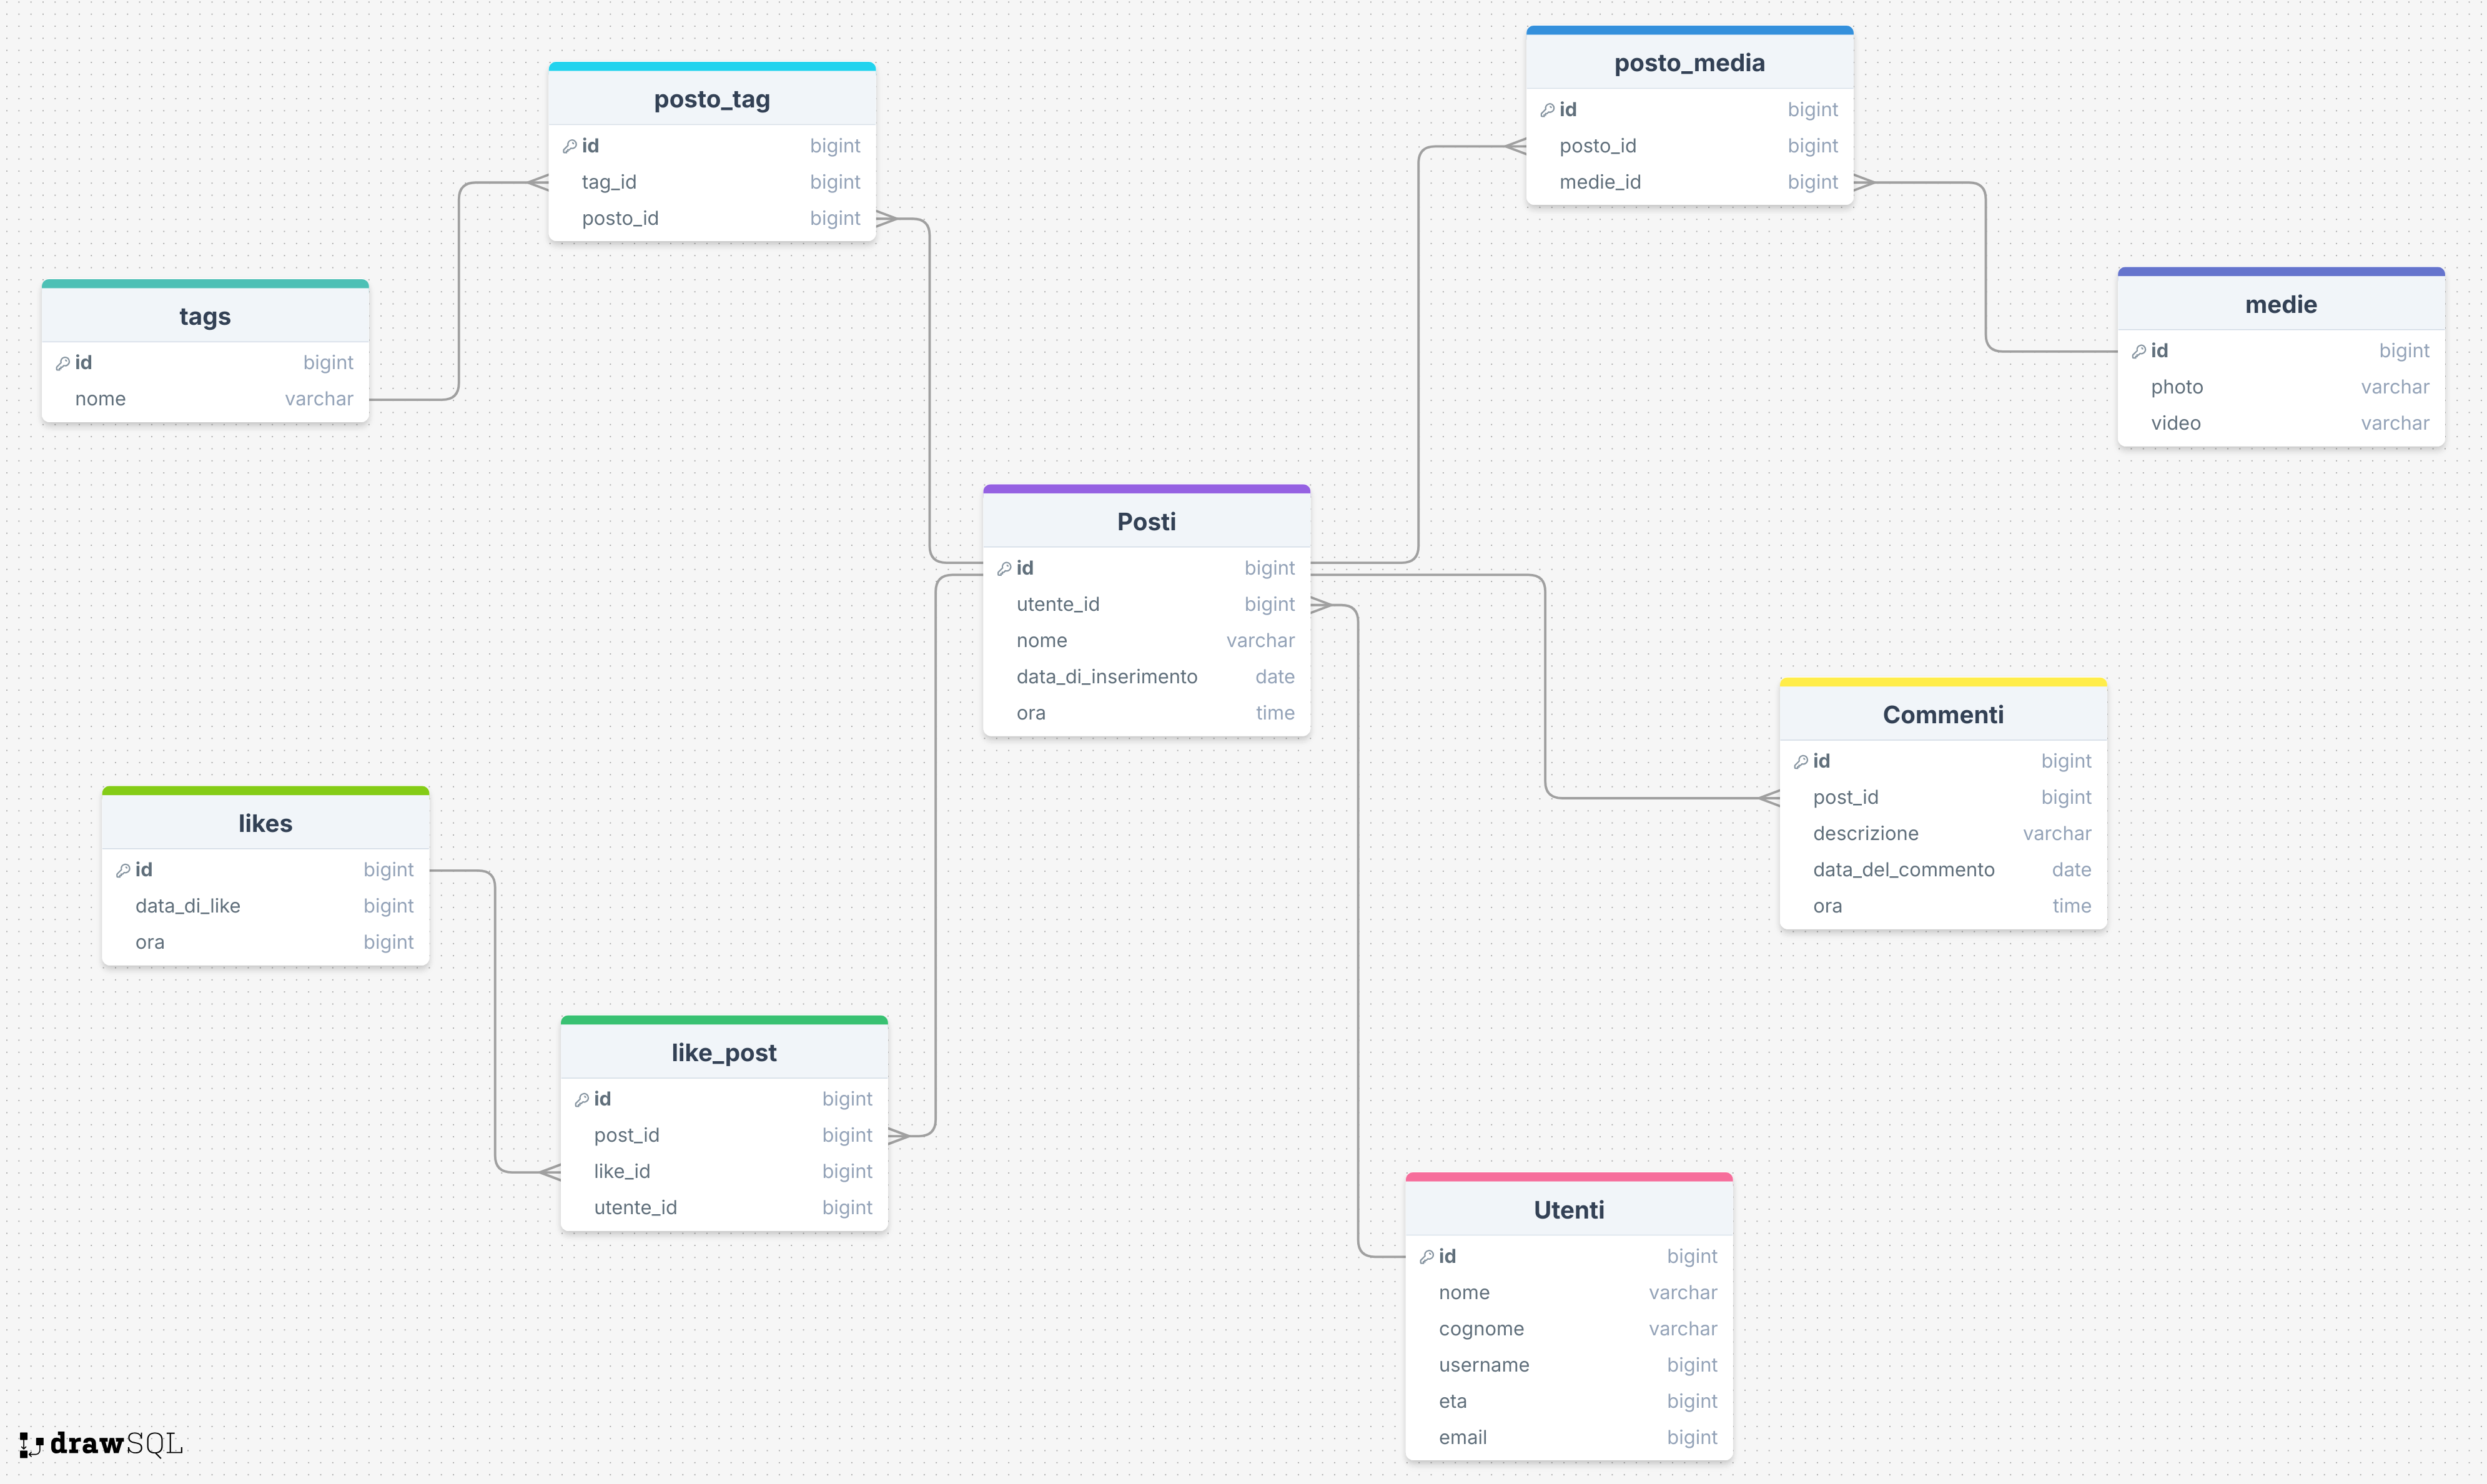 posto_tag
id bigint
tag_id bigint
posto_id bigint
posto_media
id bigint
posto_id bigint
medie_id bigint
tags
id bigint
nome varchar
medie
id bigint
photo varchar
video varchar
Posti
id bigint
utente_id bigint
nome varchar
data_di_inserimento date
ora time
Commenti
id bigint
post_id bigint
descrizione varchar
data_del_commento date
ora time
likes
id bigint
data_di_like bigint
ora bigint
like_post
id bigint
post_id bigint
like_id bigint
utente_id bigint
Utenti
id bigint
nome varchar
cognome varchar
username bigint
eta bigint
email bigint
drawSQL